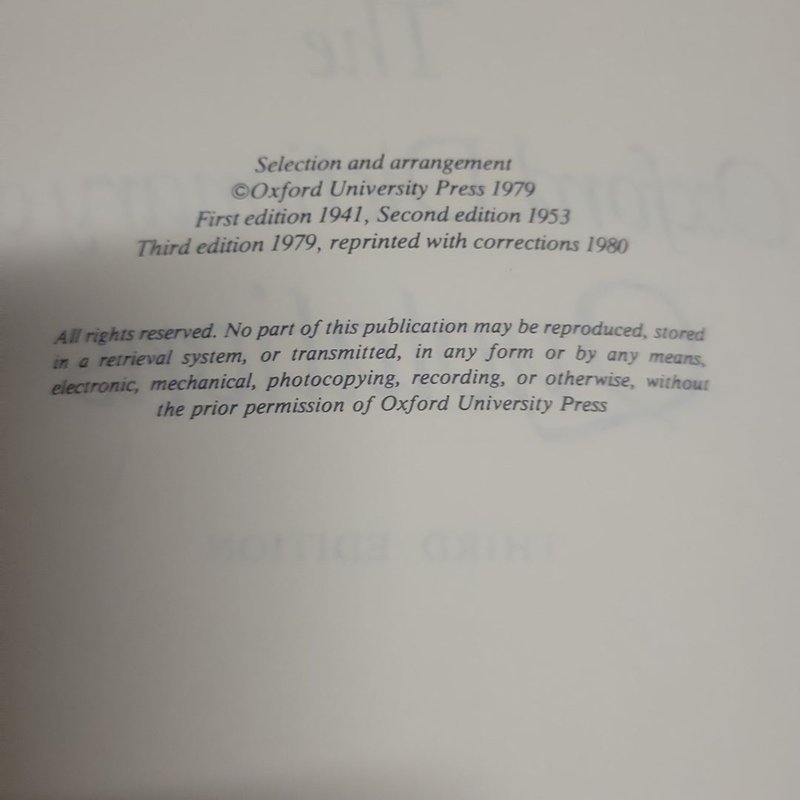 The
Selection and arrangement
©Oxford University Press 1979
First edition 1941, Second edition 1953
Third edition 1979, reprinted with corrections 1980
All rights reserved. No part of this publication may be reproduced, stored
in a retrieval system, or transmitted, in any form or by any means,
electronic, mechanical, photocopying, recording, or otherwise, without
the prior permission of Oxford University Press
THIRD EDITION